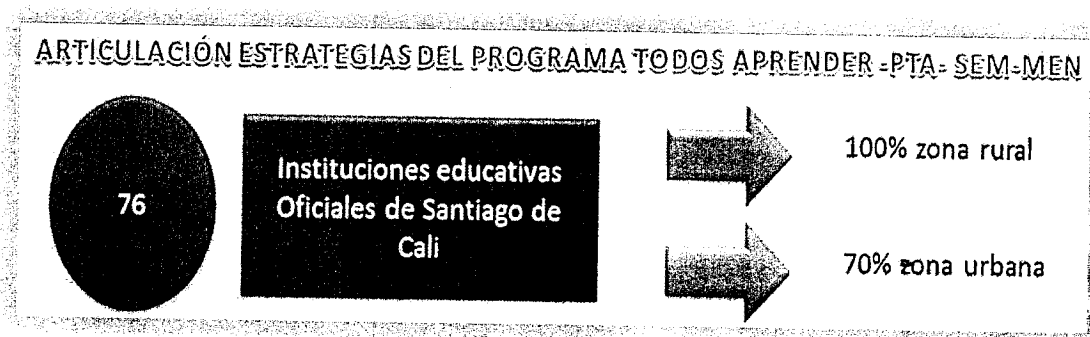 ARTICULACIÓN ESTRATEGIAS DEL PROGRAMA TODOS APRENDER -PTA- SEM-MEN
76
Instituciones educativas
Oficiales de Santiago de
Cali
100% zona rural
70% zona urbana